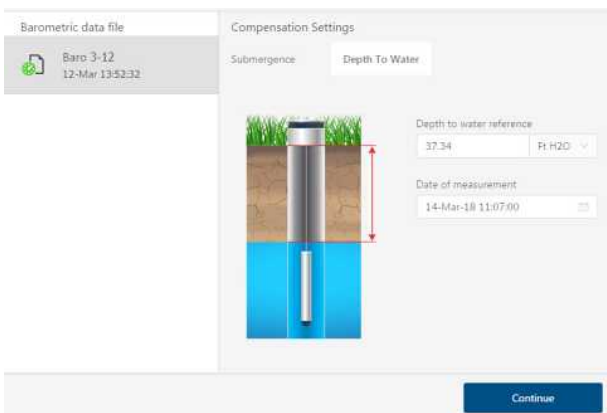 Barometric data file
Baro 3-12
12-Mar 13:52:32
Compensation Settings
Submergence
Depth To Water
Depth to water reference
37.34
Ft H2O
Date of measurement
14-Mar-18 11:07:00
Continue